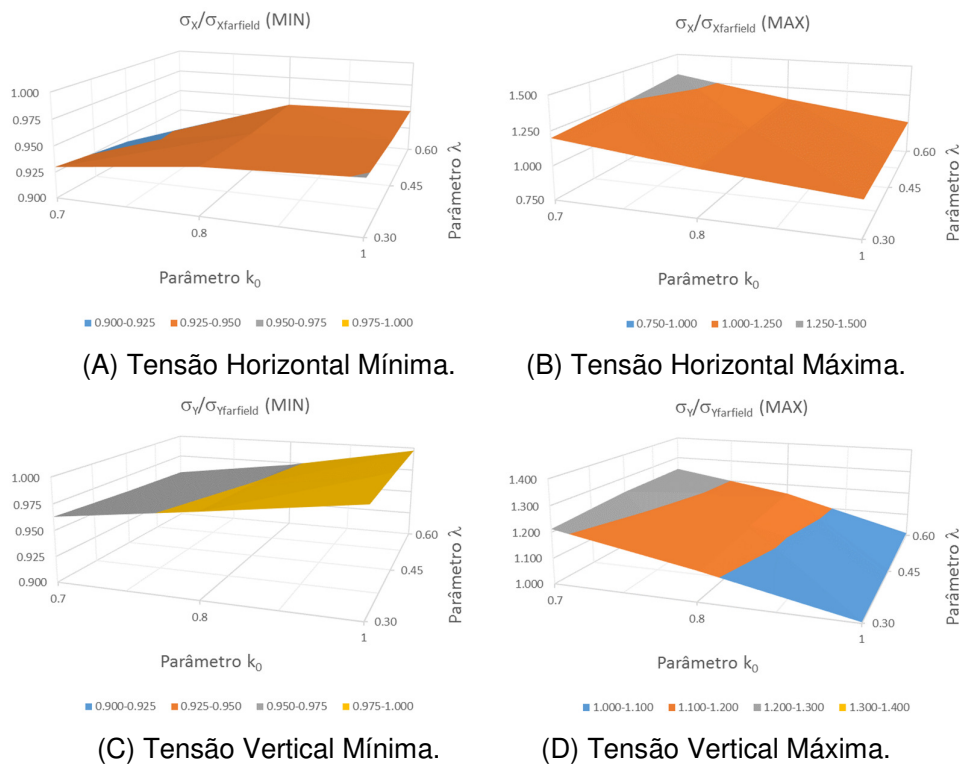 σX/σXfarfield (MIN)
1.000
0.975
0.950
0.925
0.900
0.7
0.8
1
0.30
0.45
0.60
Parâmetro k0
Parâmetro λ
0.900-0.925 0.925-0.950 0.950-0.975 0.975-1.000
(A) Tensão Horizontal Mínima.
σX/σXfarfield (MAX)
1.500
1.250
1.000
0.750
0.7
0.8
1
0.30
0.45
0.60
Parâmetro k0
Parâmetro λ
0.750-1.000 1.000-1.250 1.250-1.500
(B) Tensão Horizontal Máxima.
σY/σYfarfield (MIN)
1.000
0.975
0.950
0.925
0.900
0.7
0.8
1
0.30
0.45
0.60
Parâmetro k0
Parâmetro λ
0.900-0.925 0.925-0.950 0.950-0.975 0.975-1.000
(C) Tensão Vertical Mínima.
σY/σYfarfield (MAX)
1.400
1.300
1.200
1.100
1.000
0.7
0.8
1
0.30
0.45
0.60
Parâmetro k0
Parâmetro λ
1.000-1.100 1.100-1.200 1.200-1.300 1.300-1.400
(D) Tensão Vertical Máxima.